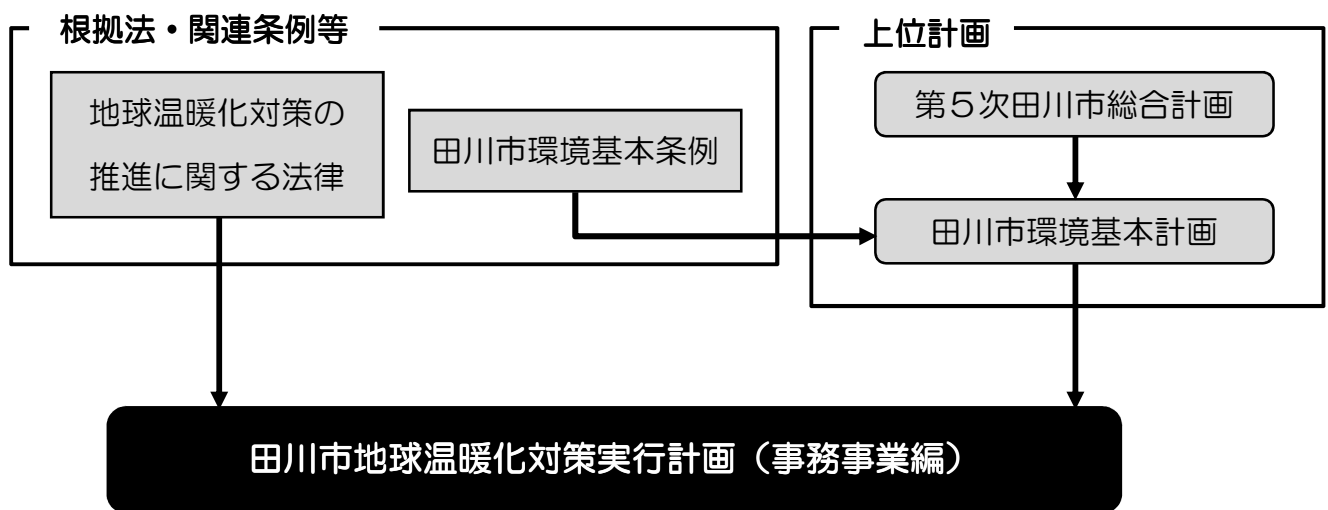 根拠法・関連条例等
地球温暖化対策の
推進に関する法律
田川市環境基本条例
上位計画
第５次田川市総合計画
田川市環境基本計画
田川市地球温暖化対策実行計画（事務事業編）